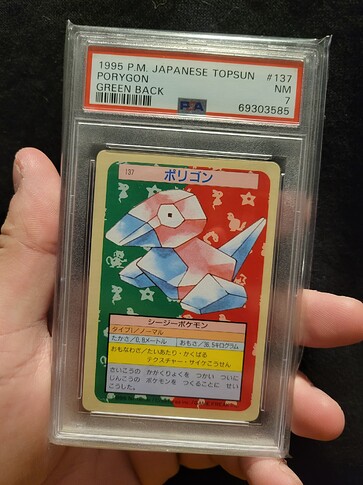 1995 P.M. JAPANESE TOPSUN #137
PORYGON NM
GREEN BACK 7
PSA 69303585
137 ポリゴン
シージーポケモン
タイプ1/ノーマル
たかさ/0.8メートル おもさ/36.5キログラム
おもなわざ/たいあたり・かくばる
テクスチャー・サイケこうせん
さいこうの かがくりょくを つかい ついに
じんこうの ポケモンを つくることに せい
こうした。